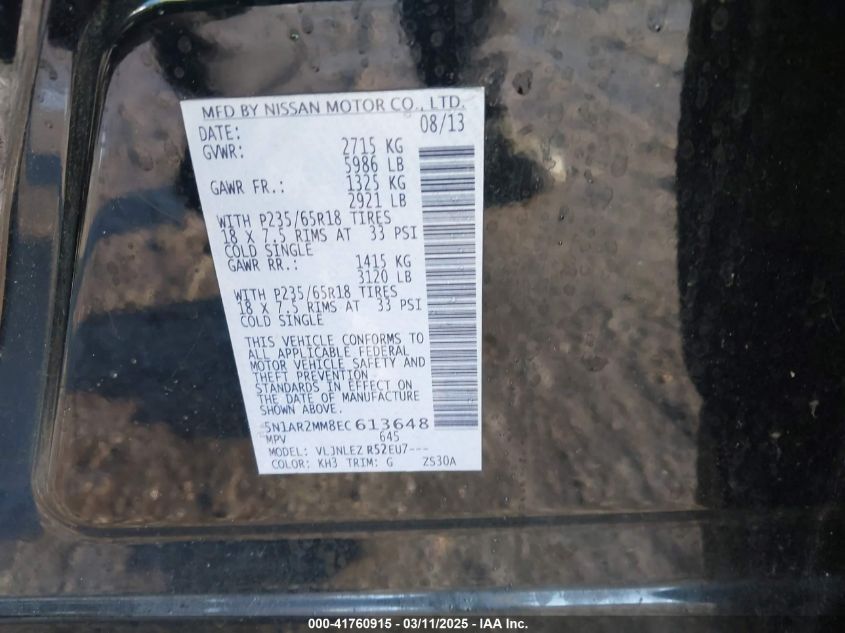 MFD BY NISSAN MOTOR CO., LTD.
DATE: 08/13
GVWR: 2715 KG
5986 LB
GAWR FR.: 1325 KG
2921 LB
WITH P235/65R18 TIRES
18 X 7.5 RIMS AT 33 PSI
COLD SINGLE
GAWR RR.: 1415 KG
3120 LB
WITH P235/65R18 TIRES
18 X 7.5 RIMS AT 33 PSI
COLD SINGLE
THIS VEHICLE CONFORMS TO
ALL APPLICABLE FEDERAL
MOTOR VEHICLE SAFETY AND
THEFT PREVENTION
STANDARDS IN EFFECT ON
THE DATE OF MANUFACTURE
SHOWN ABOVE.
5N1AR2MM8EC613648
MPV 645
MODEL: VLJNLEZ R52EU7---
COLOR: KH3 TRIM: G ZS30A
000-41760915 - 03/11/2025 - IAA Inc.